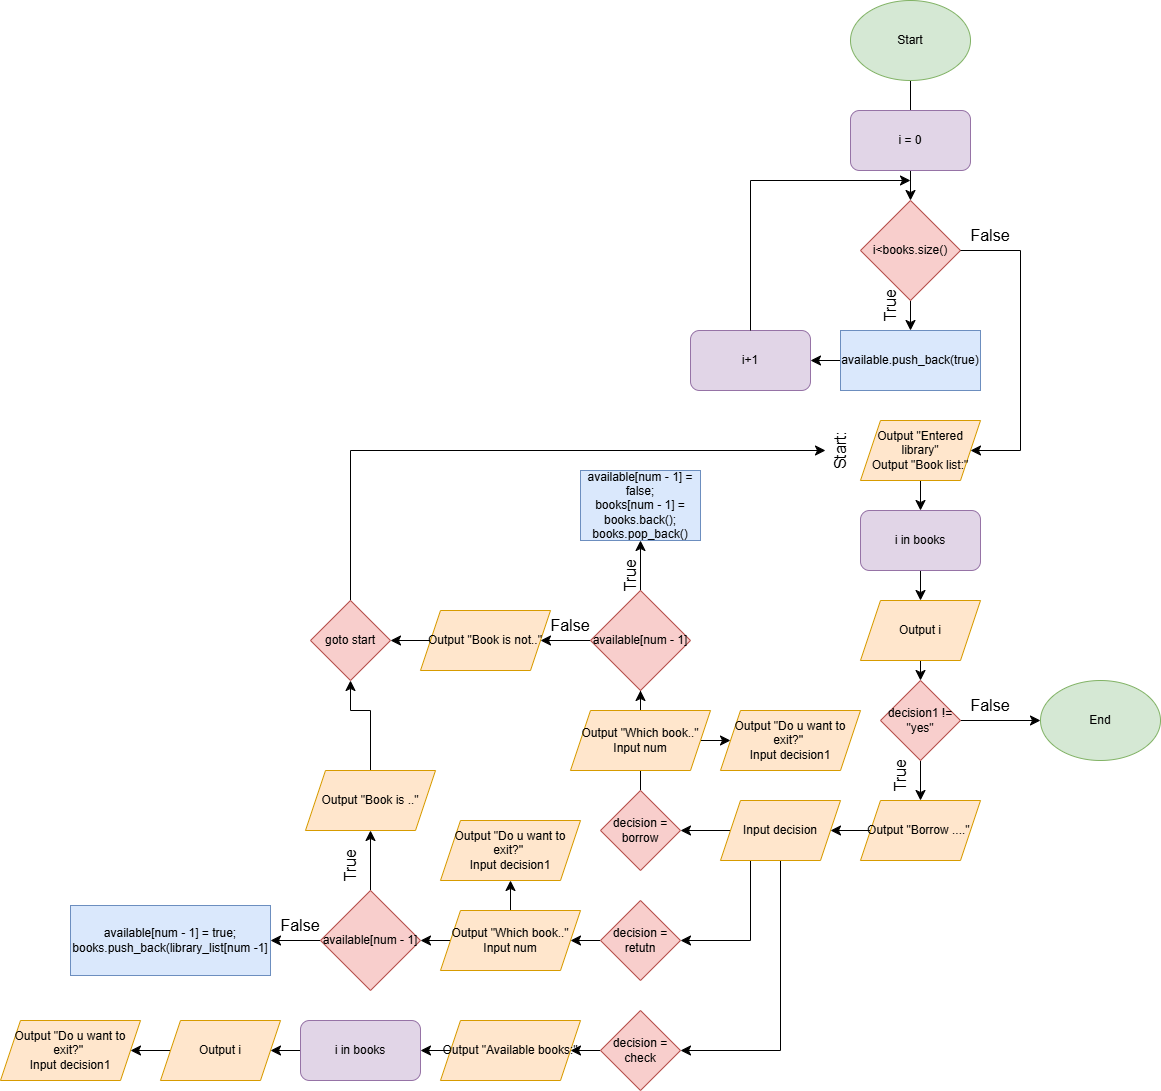 Start
i = 0
i<books.size()
False
True
available.push_back(true)
i+1
Start:
Output "Entered
library"
Output "Book list:"
available[num - 1] =
false;
books[num - 1] =
books.back();
books.pop_back()
i in books
True
goto start
Output "Book is not.."
False
available[num - 1]
Output i
decision1 !=
"yes"
False
End
Output "Which book.."
Input num
Output "Do u want to
exit?"
Input decision1
True
Output "Book is .."
decision =
borrow
Input decision
Output "Borrow ...."
Output "Do u want to
exit?"
Input decision1
True
available[num - 1] = true;
books.push_back(library_list[num -1]
False
available[num - 1]
Output "Which book.."
Input num
decision =
retutn
Output "Do u want to
exit?"
Input decision1
Output i
i in books
Output "Available books:"
decision =
check